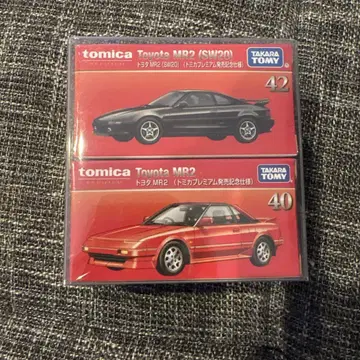 tomica Toyota MR2 (SW20)
トヨタ MR2 (SW20) 〈トミカプレミアム発売記念仕様〉
TAKARA TOMY
42
tomica Toyota MR2
トヨタ MR2 〈トミカプレミアム発売記念仕様〉
TAKARA TOMY
40